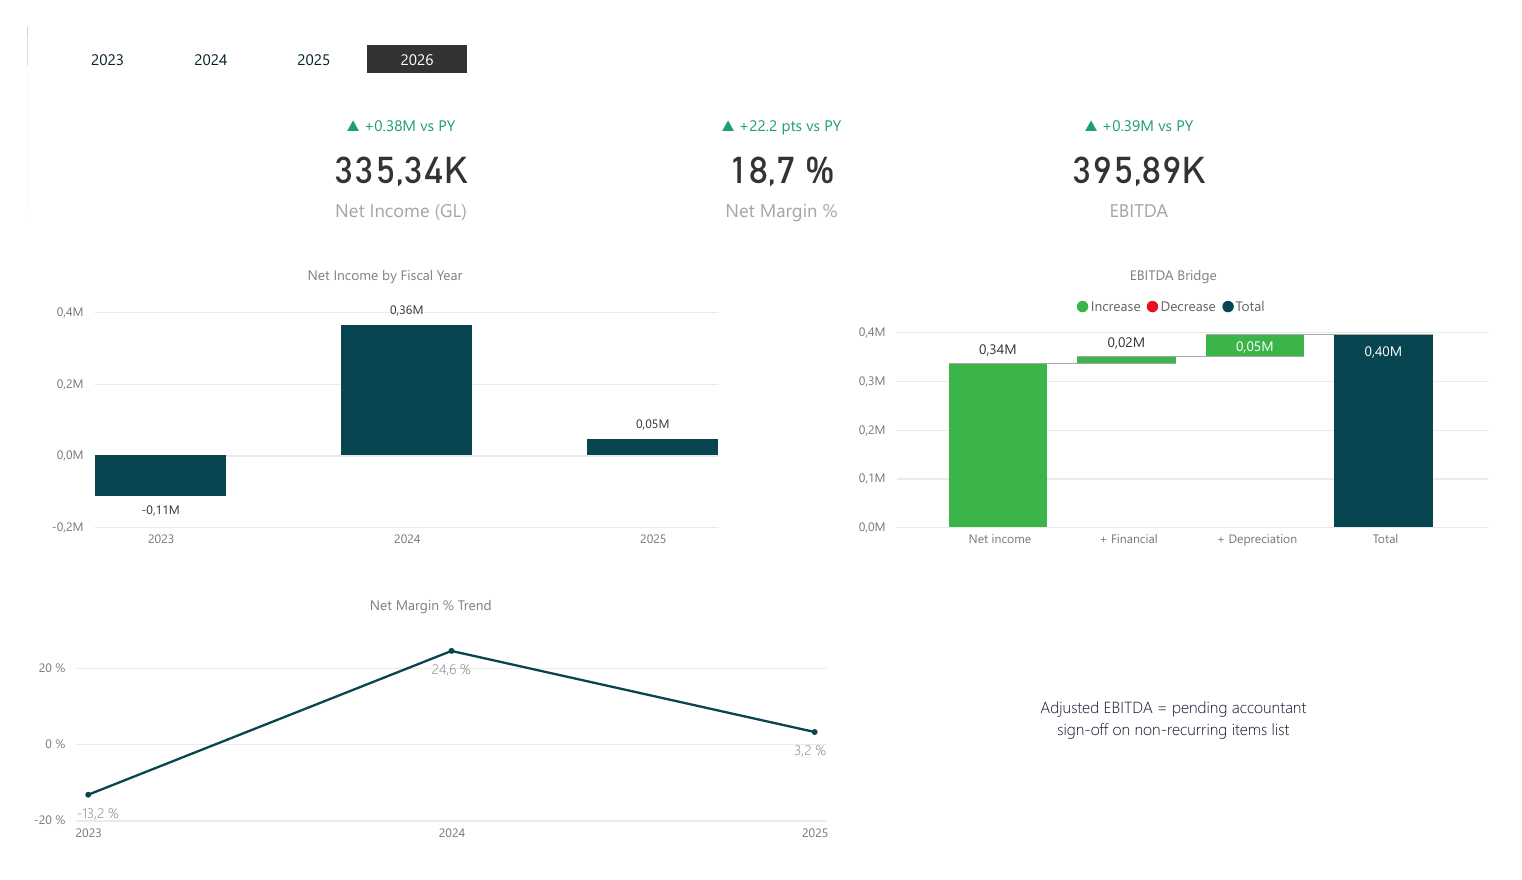 2023 2024 2025 2026
▲ +0.38M vs PY
335,34K
Net Income (GL)
▲ +22.2 pts vs PY
18,7 %
Net Margin %
▲ +0.39M vs PY
395,89K
EBITDA
Net Income by Fiscal Year
0,4M
0,2M
0,0M
-0,2M
-0,11M
0,36M
0,05M
2023 2024 2025
EBITDA Bridge
Increase Decrease Total
0,4M
0,3M
0,2M
0,1M
0,0M
0,34M
0,02M
0,05M
0,40M
Net income + Financial + Depreciation Total
Net Margin % Trend
20 %
0 %
-20 %
-13,2 %
24,6 %
3,2 %
2023 2024 2025
Adjusted EBITDA = pending accountant
sign-off on non-recurring items list